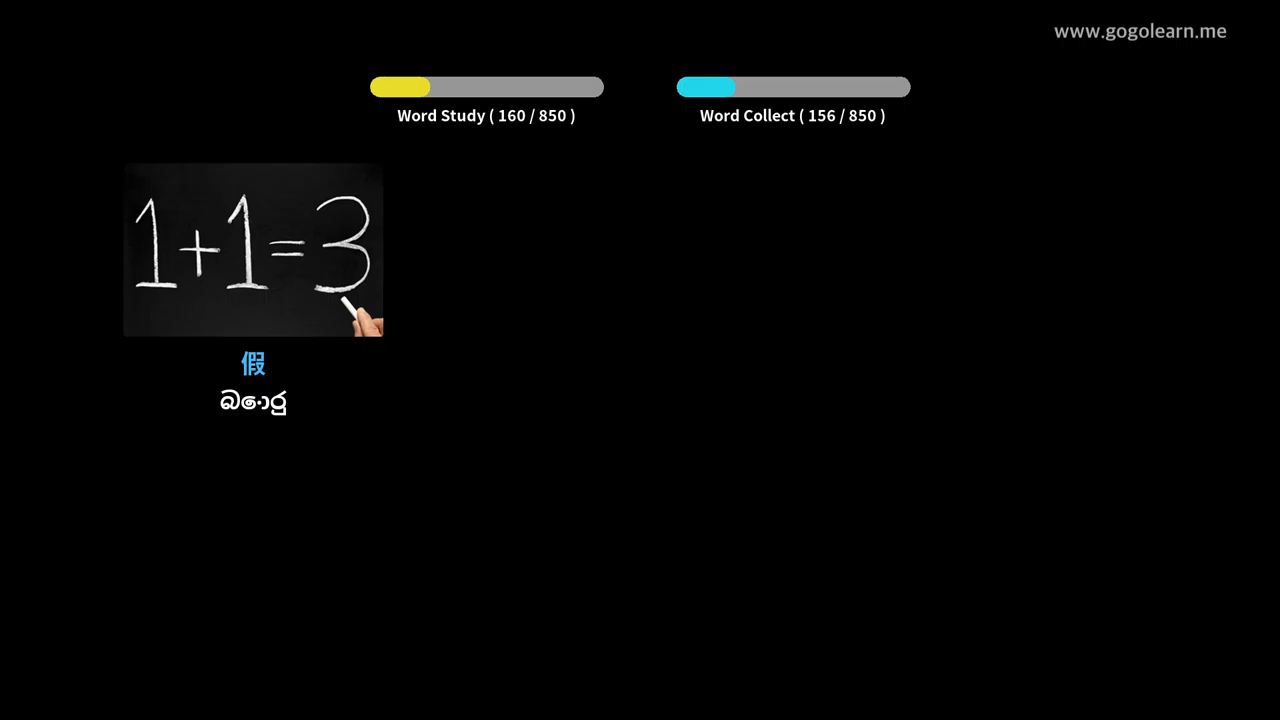 www.gogolearn.me
Word Study ( 160 / 850 )
Word Collect ( 156 / 850 )
1+1=3
假
බොරු